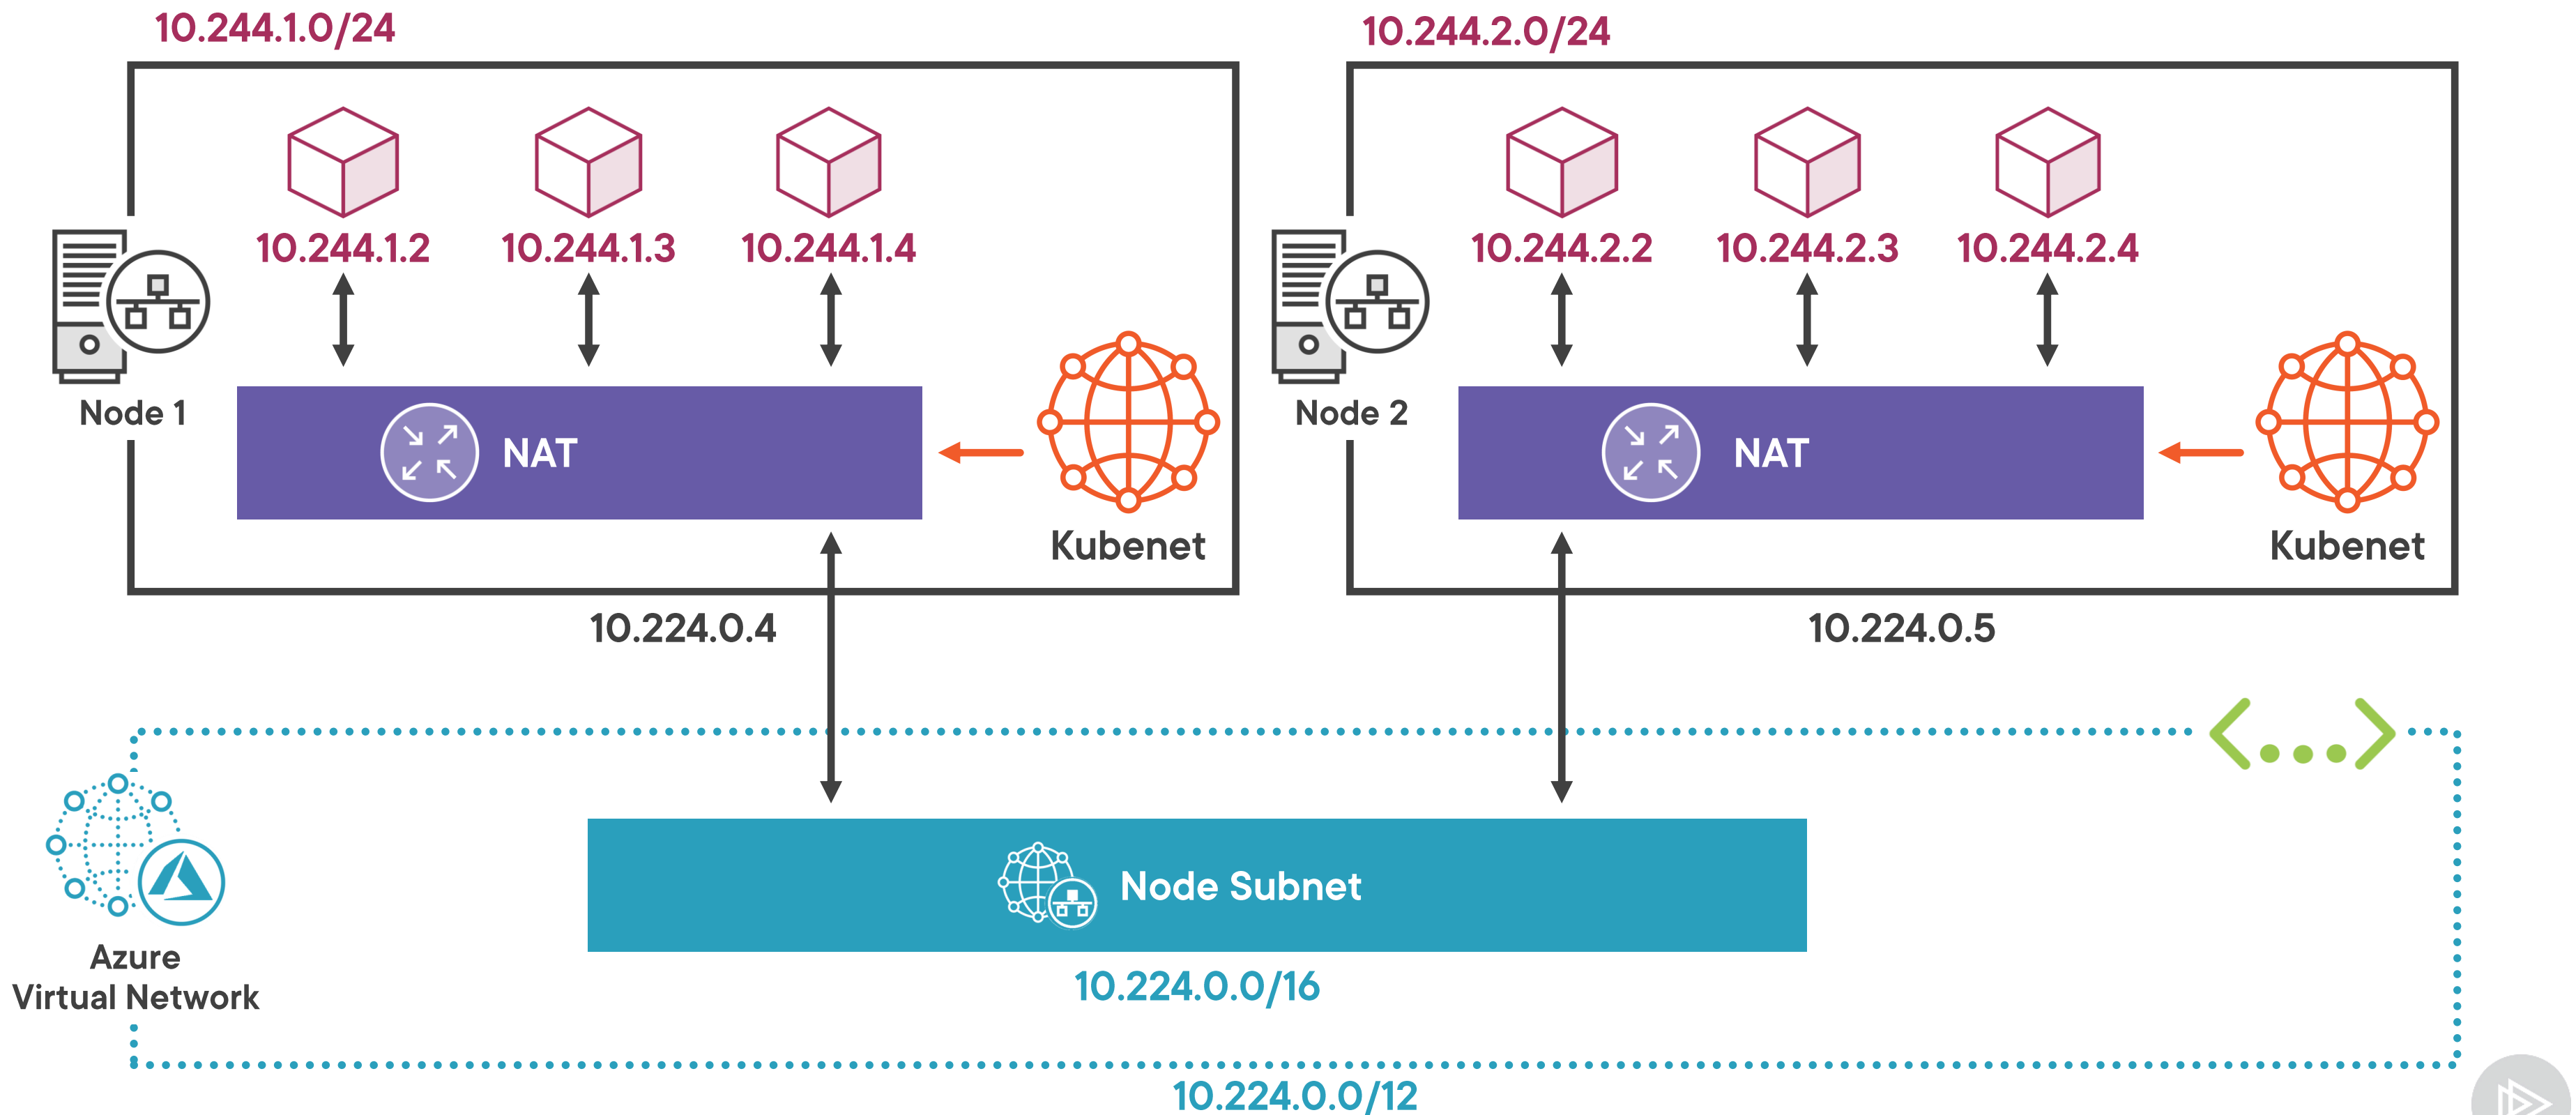 10.244.1.0/24
10.244.2.0/24
10.244.1.2
10.244.1.3
10.244.1.4
10.244.2.2
10.244.2.3
10.244.2.4
Node 1
Node 2
NAT
NAT
Kubenet
Kubenet
10.224.0.4
10.224.0.5
Node Subnet
Azure
Virtual Network
10.224.0.0/16
10.224.0.0/12